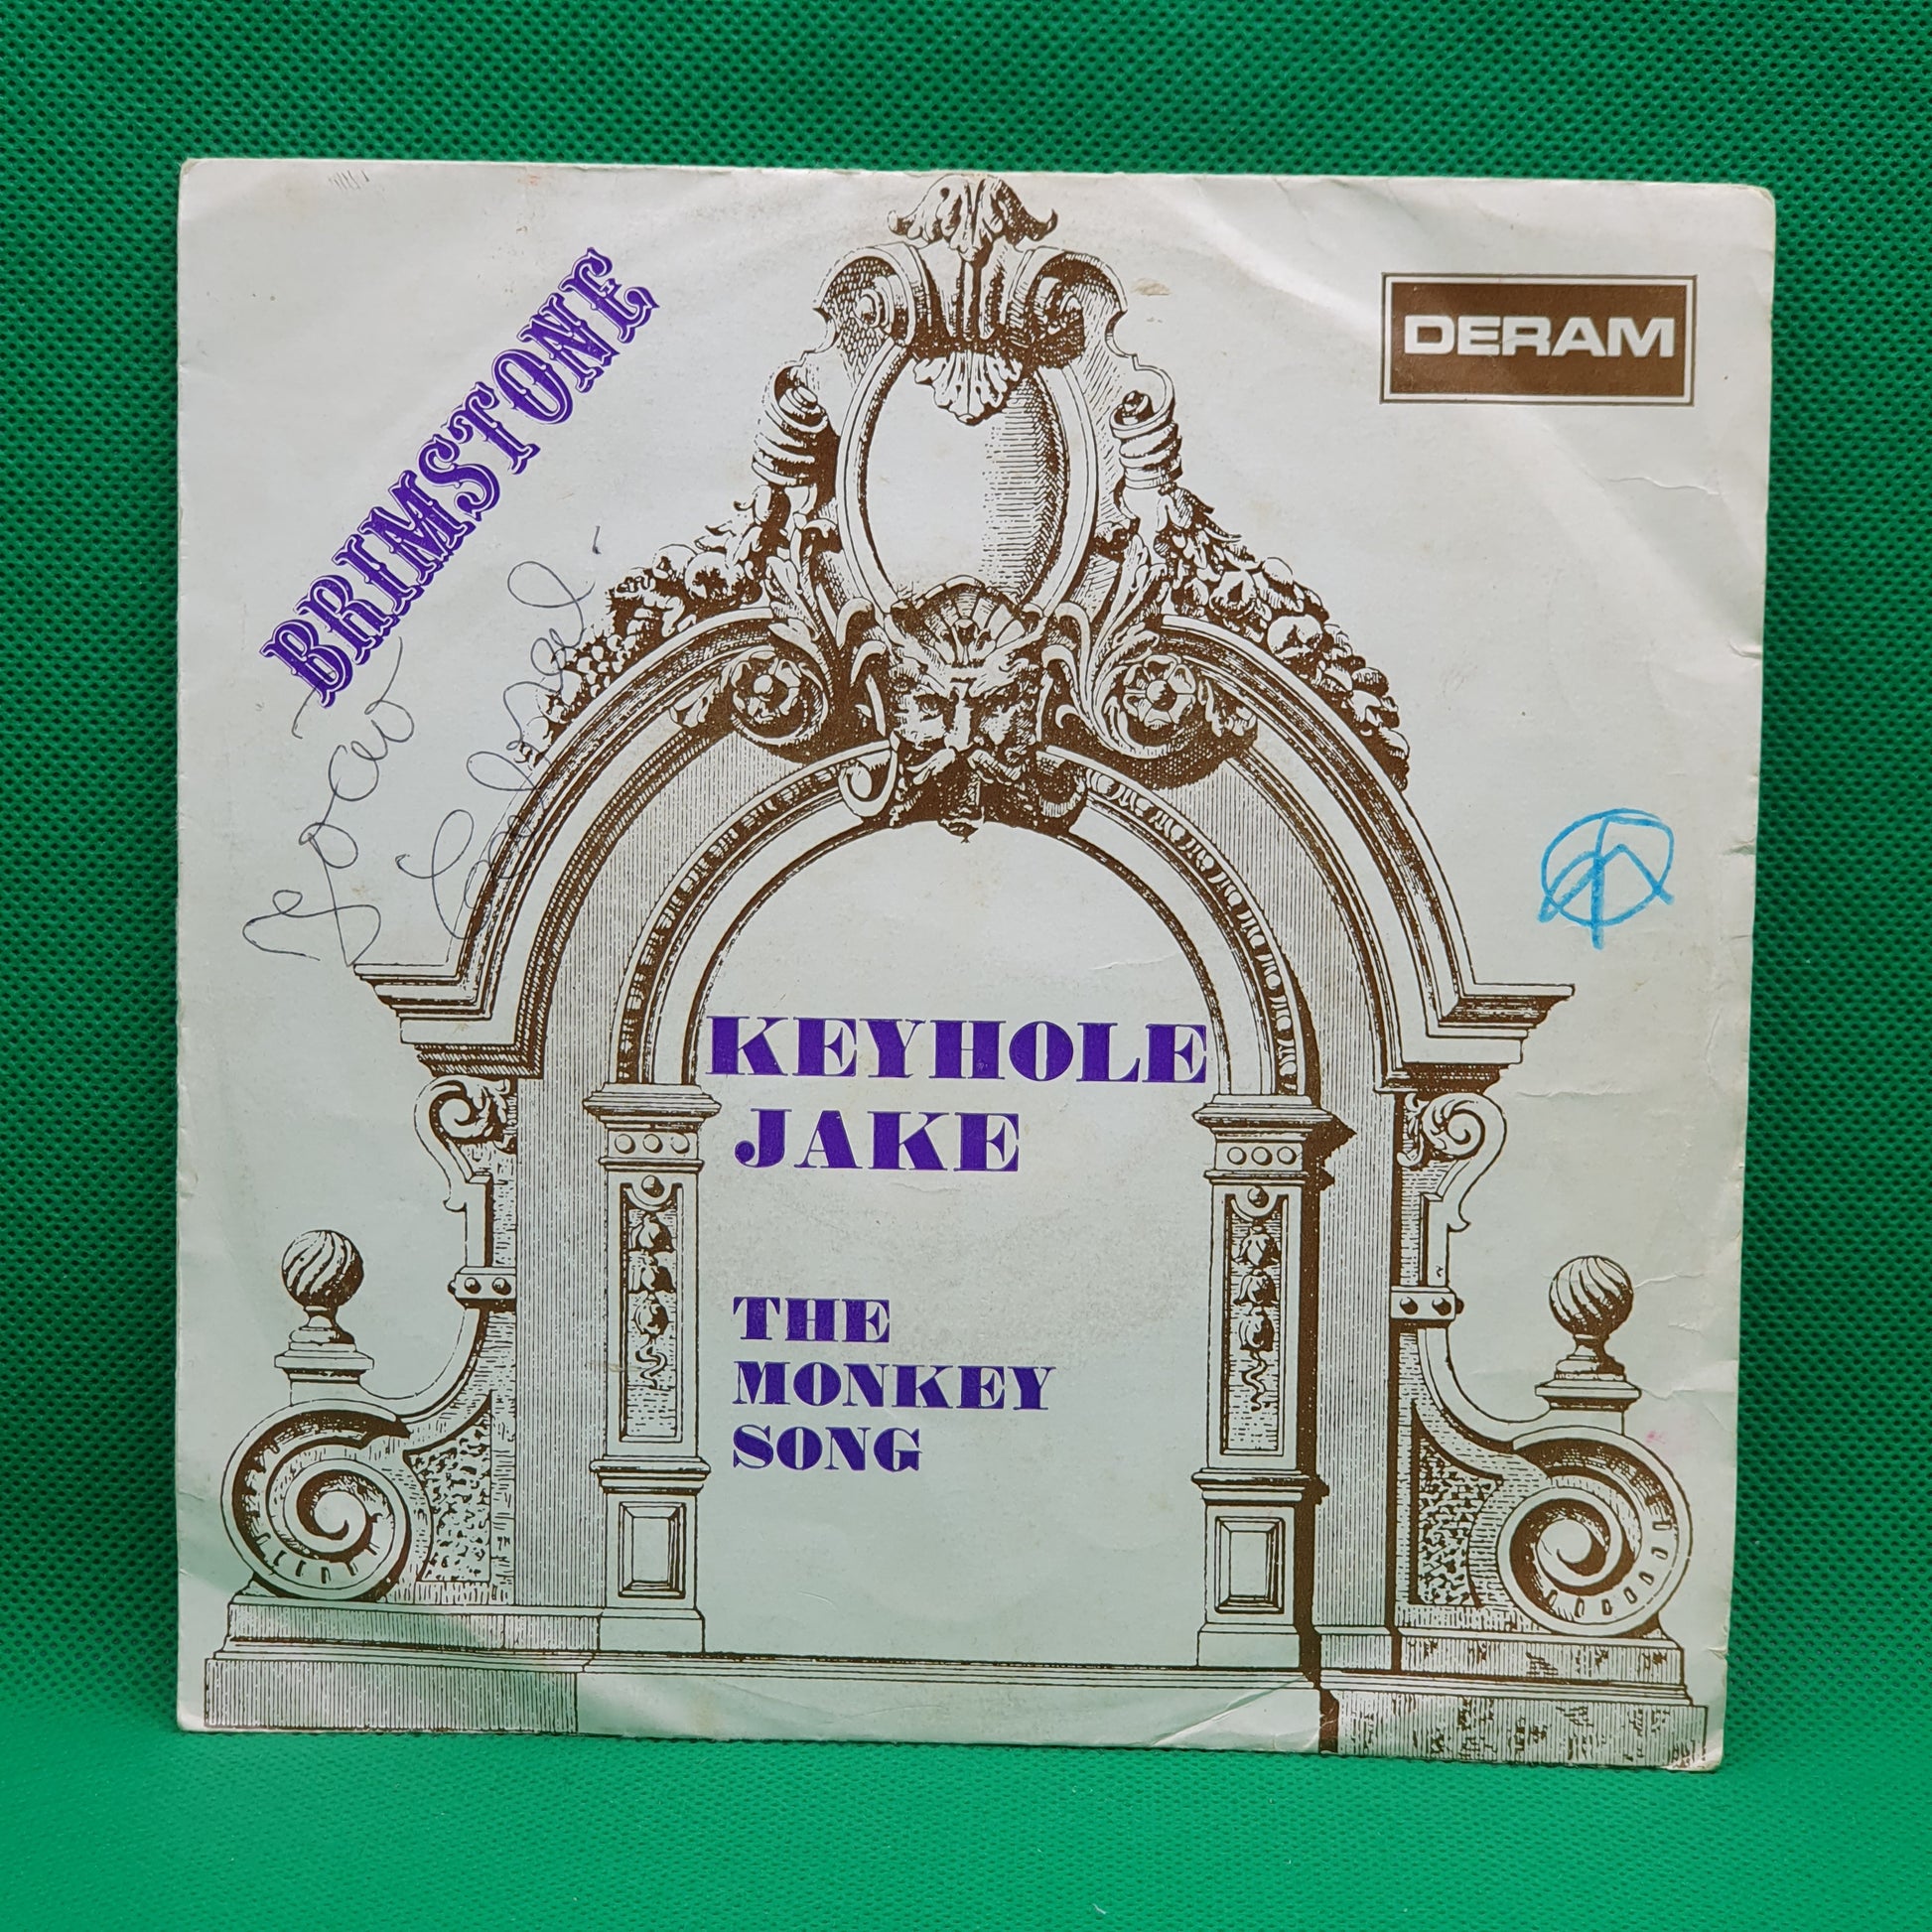 BRIMSTONE
DERAM
KEYHOLE
JAKE
THE
MONKEY
SONG